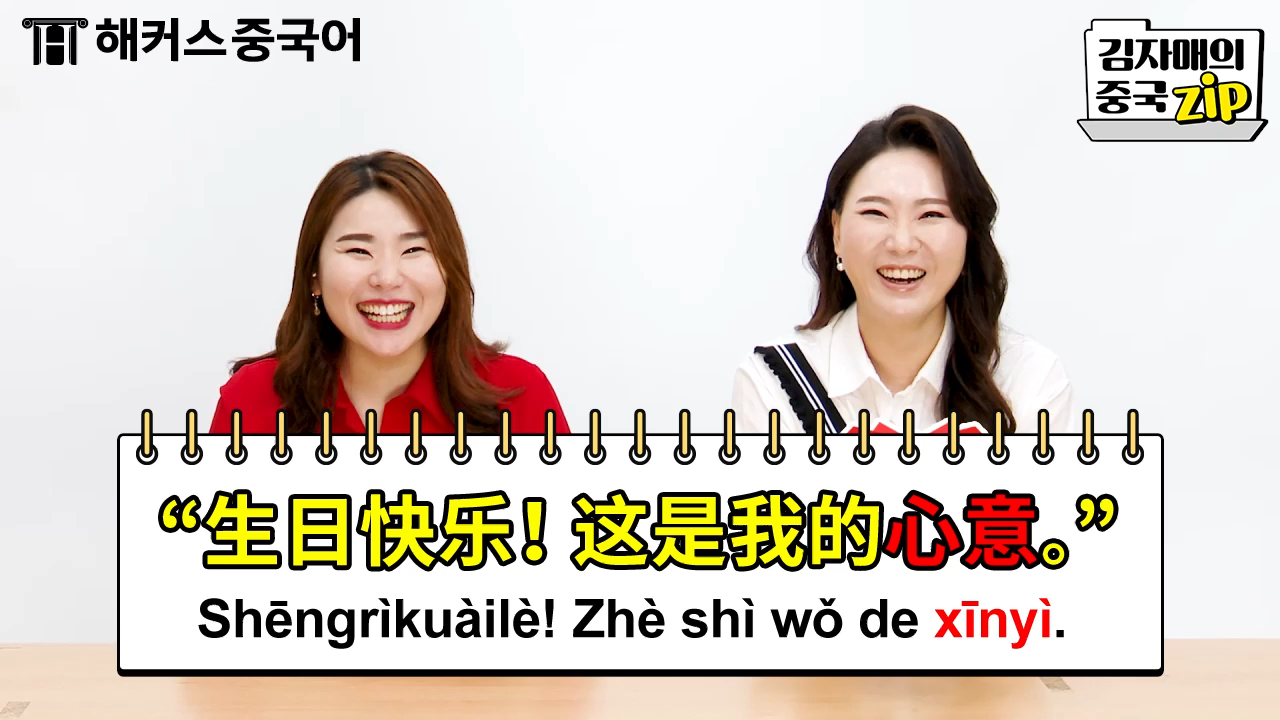 해커스 중국어
김자매의
중국 zip
“生日快乐！这是我的心意。”
Shēngrìkuàilè! Zhè shì wǒ de xīnyì.